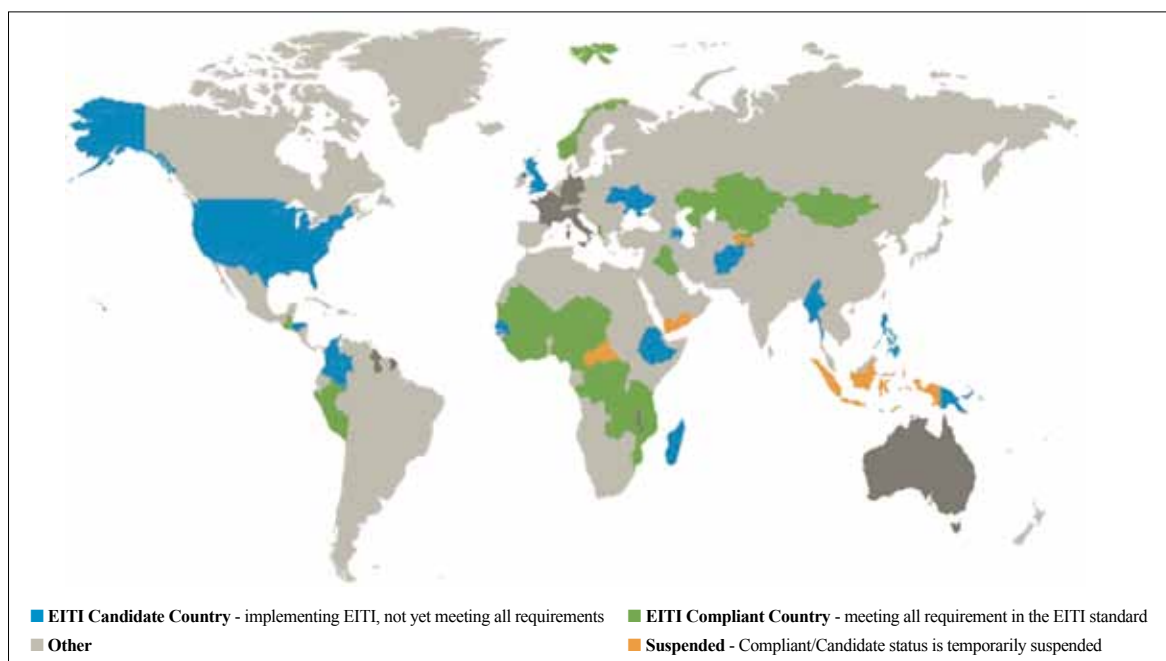 EITI Candidate Country - implementing EITI, not yet meeting all requirements
EITI Compliant Country - meeting all requirement in the EITI standard
Other
Suspended - Compliant/Candidate status is temporarily suspended